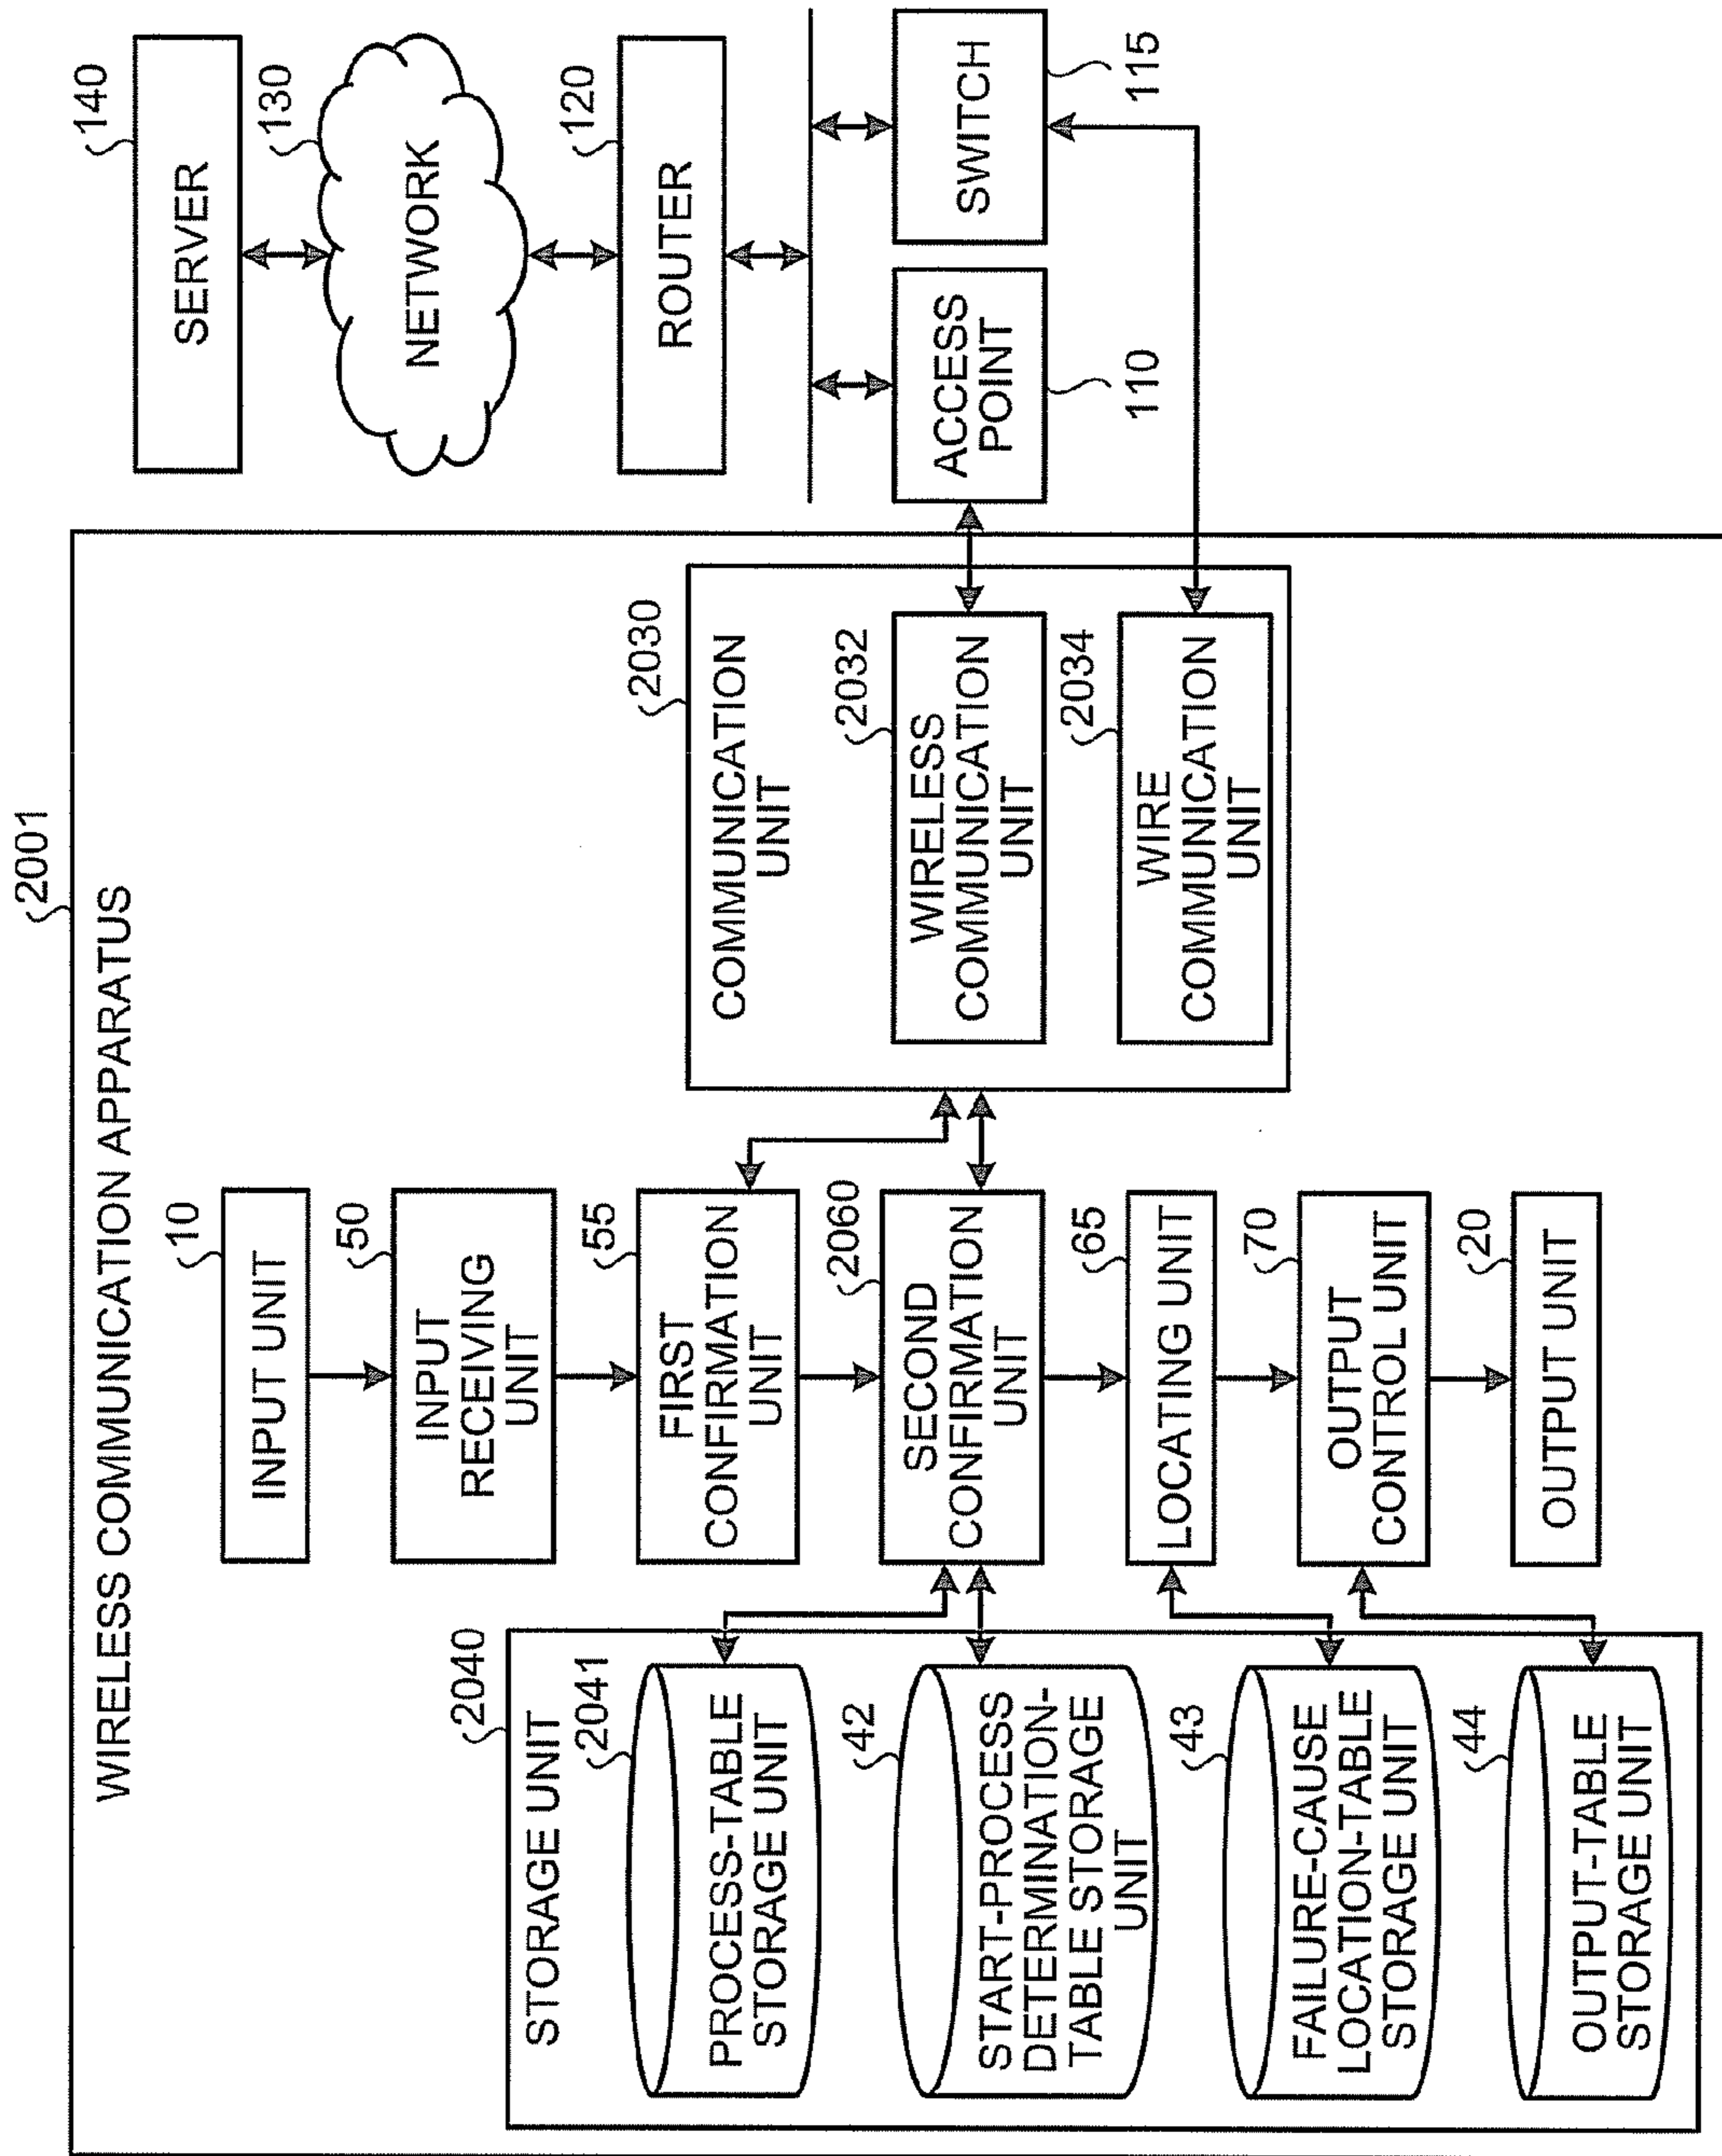 2001
WIRELESS COMMUNICATION APPARATUS
2040
STORAGE UNIT
2041
PROCESS-TABLE
STORAGE UNIT
42
START-PROCESS
DETERMINATION-
TABLE STORAGE
UNIT
43
FAILURE-CAUSE
LOCATION-TABLE
STORAGE UNIT
44
OUTPUT-TABLE
STORAGE UNIT
10
INPUT UNIT
50
INPUT
RECEIVING
UNIT
55
FIRST
CONFIRMATION
UNIT
2060
SECOND
CONFIRMATION
UNIT
65
LOCATING UNIT
70
OUTPUT
CONTROL UNIT
20
OUTPUT UNIT
2030
COMMUNICATION
UNIT
2032
WIRELESS
COMMUNICATION
UNIT
2034
WIRE
COMMUNICATION
UNIT
140
SERVER
130
NETWORK
120
ROUTER
ACCESS
POINT
110
SWITCH
115